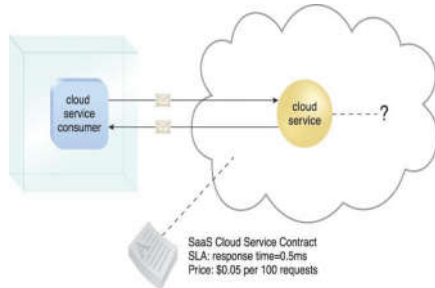 cloud
service
consumer
cloud
service
?
SaaS Cloud Service Contract
SLA: response time=0.5ms
Price: $0.05 per 100 requests